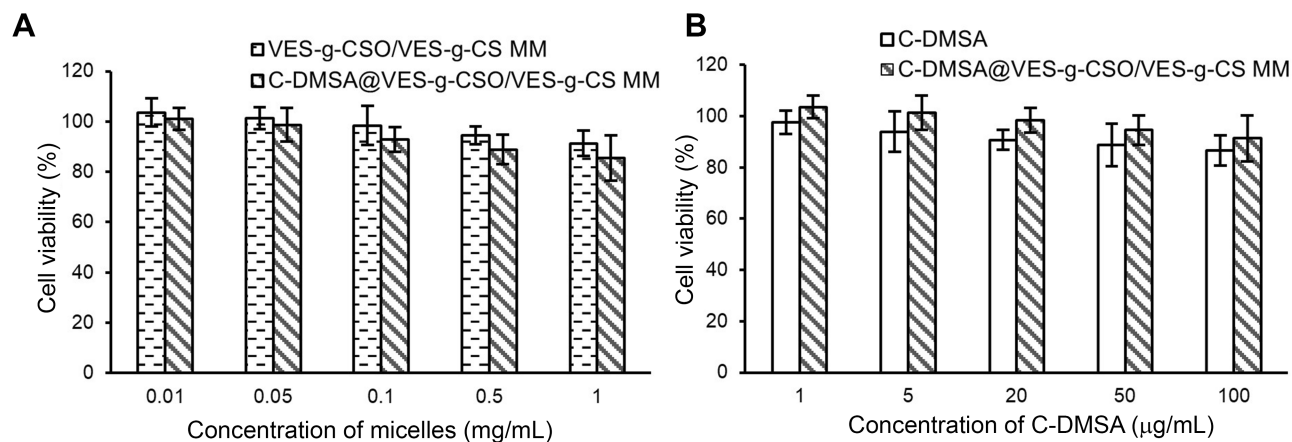 A
VES-g-CSO/VES-g-CS MM
C-DMSA@VES-g-CSO/VES-g-CS MM
120
100
80
60
40
20
0
Cell viability (%)
0.01 0.05 0.1 0.5 1
Concentration of micelles (mg/mL)
B
C-DMSA
C-DMSA@VES-g-CSO/VES-g-CS MM
120
100
80
60
40
20
0
Cell viability (%)
1 5 20 50 100
Concentration of C-DMSA (μg/mL)